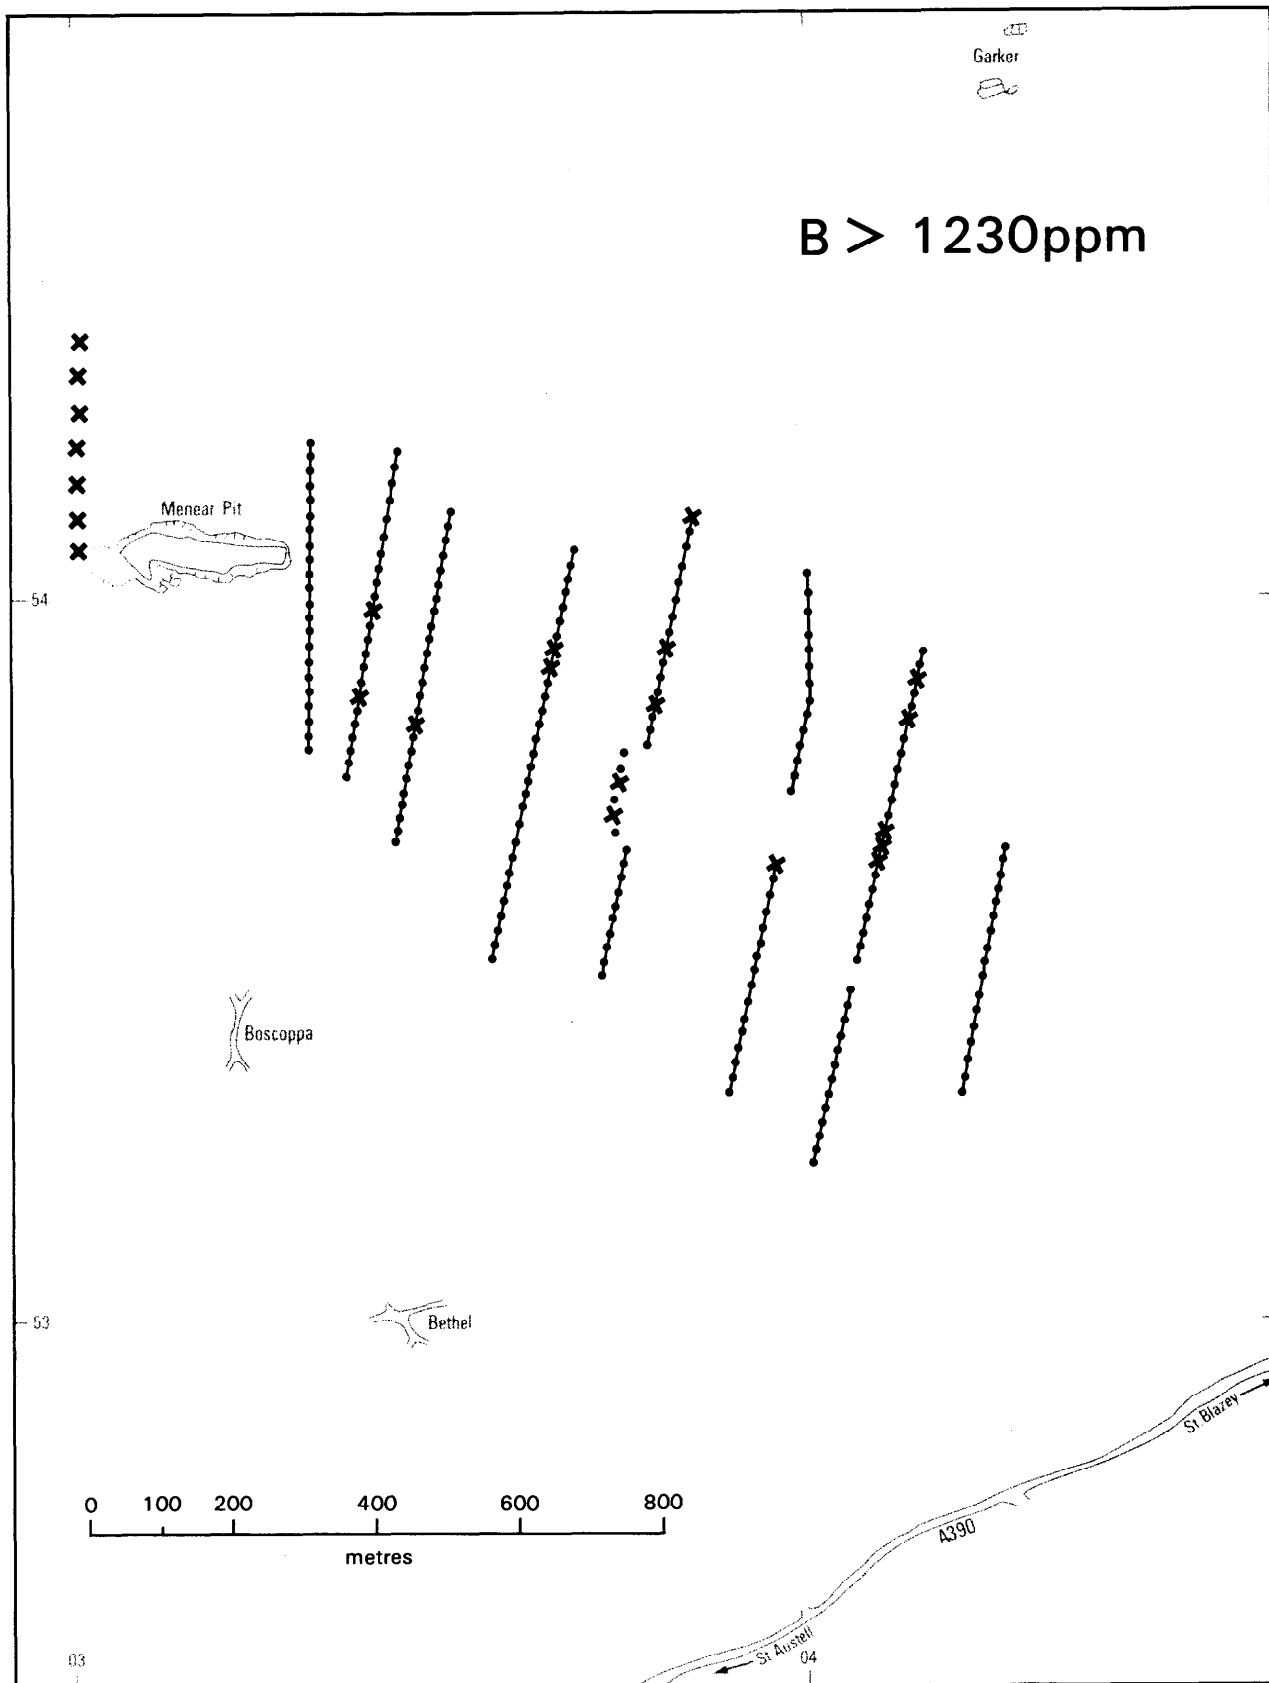 Garker
B > 1230ppm
Menear Pit
54
Boscoppa
53
Bethel
St Blazey
0 100 200 400 600 800
metres
A390
St Austell
03 04